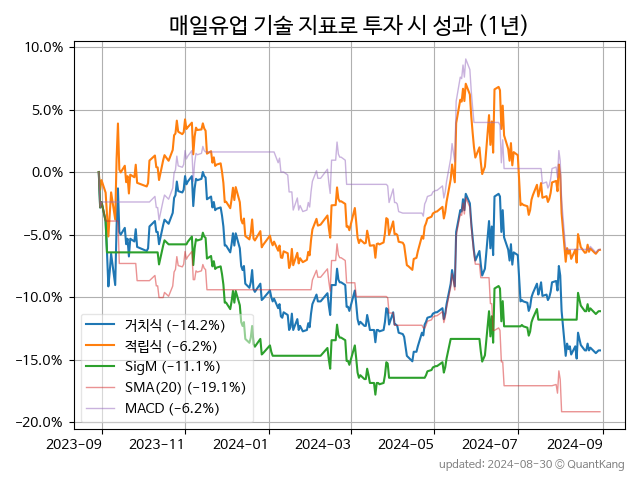 매일유업 기술 지표로 투자 시 성과 (1년)
10.0%
5.0%
0.0%
−5.0%
−10.0%
−15.0%
−20.0%
거치식 (−14.2%)
적립식 (−6.2%)
SigM (−11.1%)
SMA(20) (−19.1%)
MACD (−6.2%)
2023-09 2023-11 2024-01 2024-03 2024-05 2024-07 2024-09
updated: 2024-08-30 © QuantKang